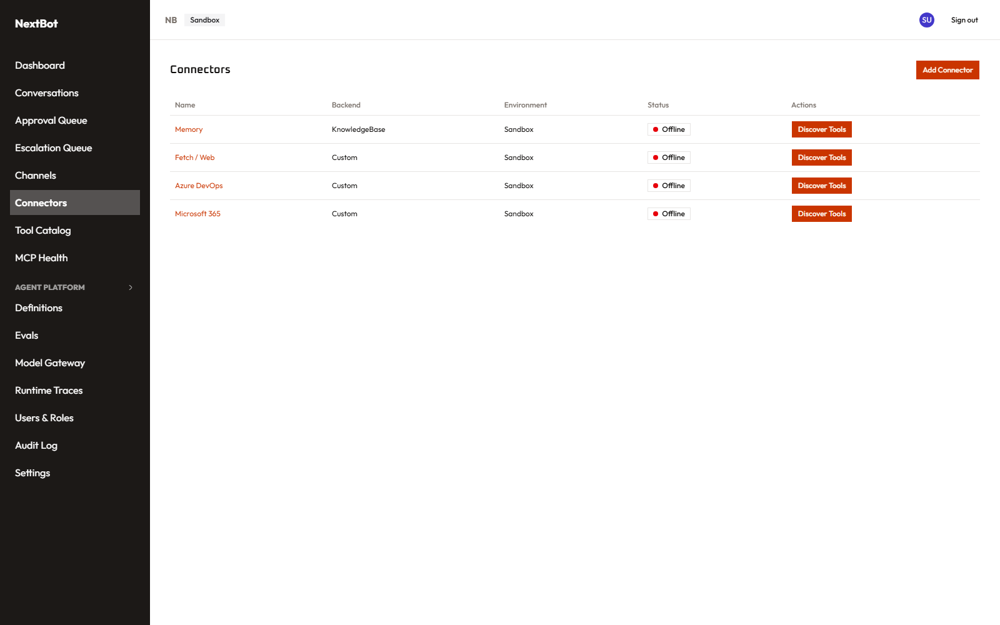 NextBot
Dashboard
Conversations
Approval Queue
Escalation Queue
Channels
Connectors
Tool Catalog
MCP Health
AGENT PLATFORM
Definitions
Evals
Model Gateway
Runtime Traces
Users & Roles
Audit Log
Settings
NB Sandbox SU Sign out
Connectors Add Connector
Name Backend Environment Status Actions
Memory KnowledgeBase Sandbox Offline Discover Tools
Fetch / Web Custom Sandbox Offline Discover Tools
Azure DevOps Custom Sandbox Offline Discover Tools
Microsoft 365 Custom Sandbox Offline Discover Tools